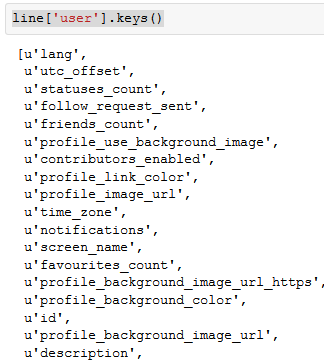 line['user'].keys()
[u'lang',
u'utc_offset',
u'statuses_count',
u'follow_request_sent',
u'friends_count',
u'profile_use_background_image',
u'contributors_enabled',
u'profile_link_color',
u'profile_image_url',
u'time_zone',
u'notifications',
u'screen_name',
u'favourites_count',
u'profile_background_image_url_https',
u'profile_background_color',
u'id',
u'profile_background_image_url',
u'description',